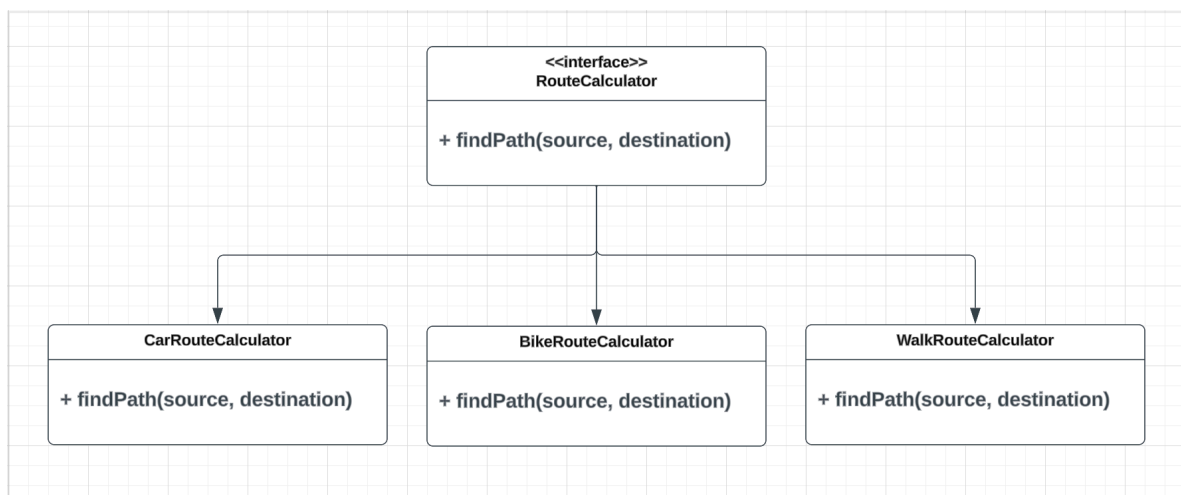 <<interface>>
RouteCalculator
+ findPath(source, destination)
CarRouteCalculator
+ findPath(source, destination)
BikeRouteCalculator
+ findPath(source, destination)
WalkRouteCalculator
+ findPath(source, destination)